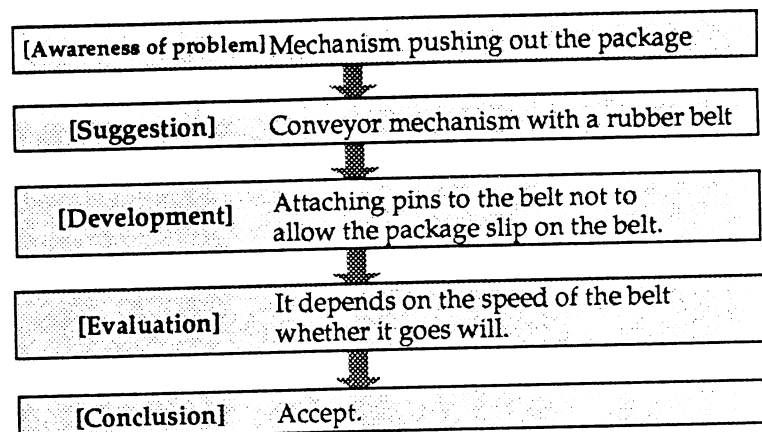 [Awareness of problem] Mechanism pushing out the package
[Suggestion] Conveyor mechanism with a rubber belt
[Development] Attaching pins to the belt not to
allow the package slip on the belt.
[Evaluation] It depends on the speed of the belt
whether it goes will.
[Conclusion] Accept.